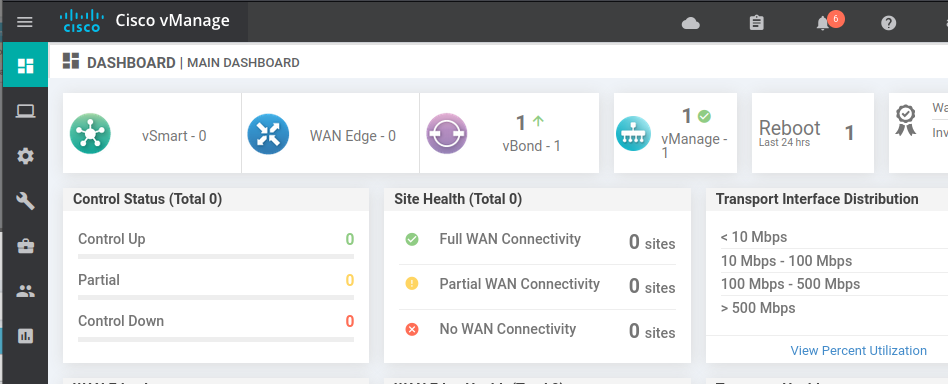 CISCO
Cisco vManage
6
DASHBOARD | MAIN DASHBOARD
vSmart - 0
WAN Edge - 0
1
vBond - 1
1
vManage -
1
Reboot
Last 24 hrs
1
Wa
Inv
Control Status (Total 0)
Control Up
0
Partial
0
Control Down
0
Site Health (Total 0)
Full WAN Connectivity
0 sites
Partial WAN Connectivity
0 sites
No WAN Connectivity
0 sites
Transport Interface Distribution
< 10 Mbps
10 Mbps - 100 Mbps
100 Mbps - 500 Mbps
> 500 Mbps
View Percent Utilization